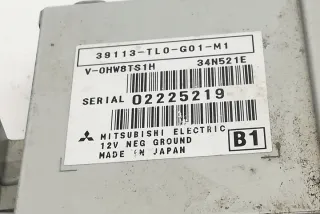 39113-TL0-G01-M1
V-0HW8TS1H 34N521E
SERIAL 02225219
MITSUBISHI ELECTRIC
12V NEG GROUND
MADE IN JAPAN
B1